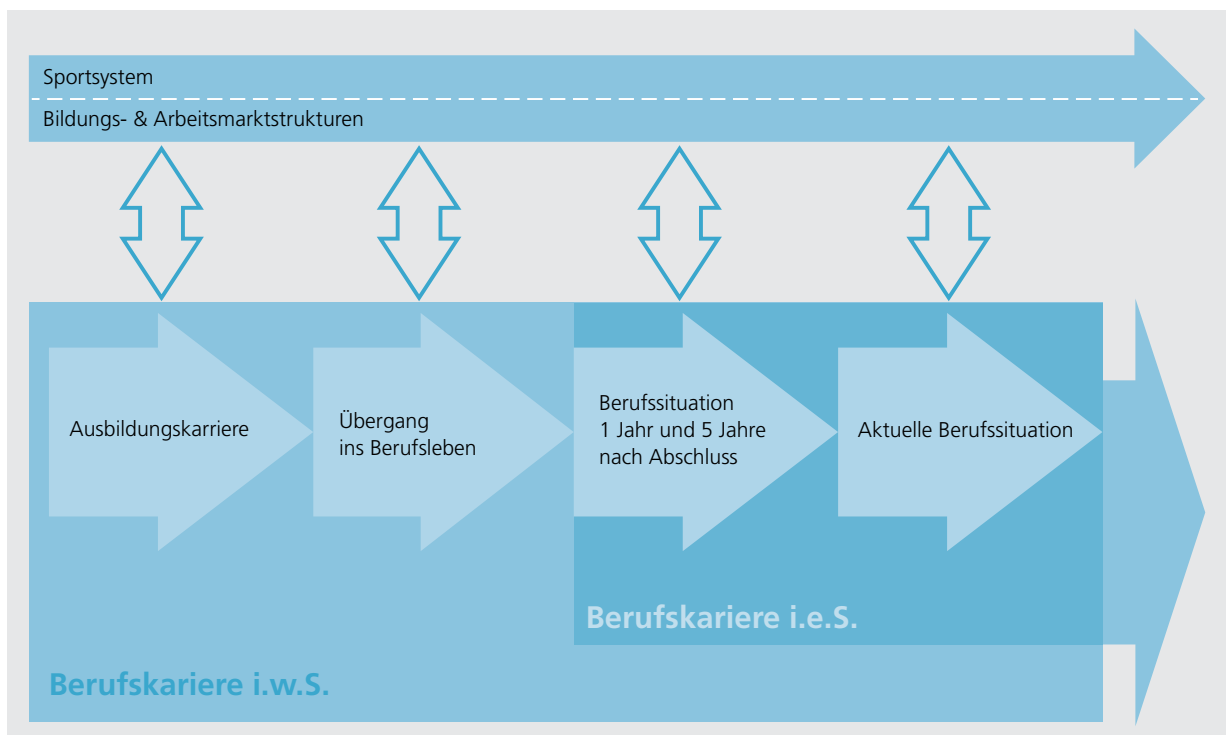 Sportsystem
Bildungs- & Arbeitsmarktstrukturen
Ausbildungskarriere
Übergang
ins Berufsleben
Berufssituation
1 Jahr und 5 Jahre
nach Abschluss
Aktuelle Berufssituation
Berufskariere i.e.S.
Berufskariere i.w.S.